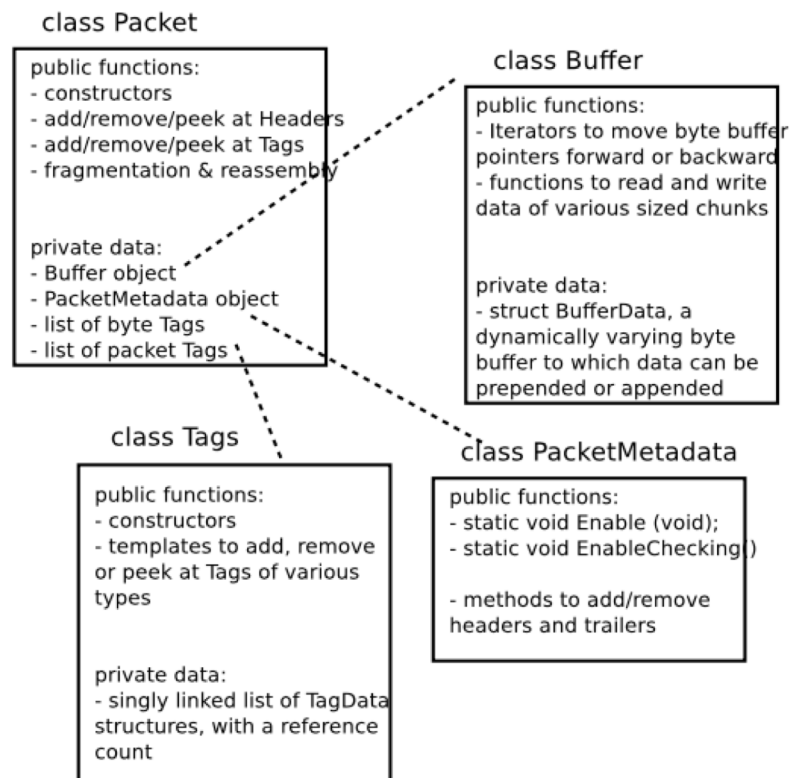 class Packet
public functions:
- constructors
- add/remove/peek at Headers
- add/remove/peek at Tags
- fragmentation & reassembly
private data:
- Buffer object
- PacketMetadata object
- list of byte Tags
- list of packet Tags
class Buffer
public functions:
- Iterators to move byte buffer
pointers forward or backward
- functions to read and write
data of various sized chunks
private data:
- struct BufferData, a
dynamically varying byte
buffer to which data can be
prepended or appended
class Tags
public functions:
- constructors
- templates to add, remove
or peek at Tags of various
types
private data:
- singly linked list of TagData
structures, with a reference
count
class PacketMetadata
public functions:
- static void Enable (void);
- static void EnableChecking()
- methods to add/remove
headers and trailers